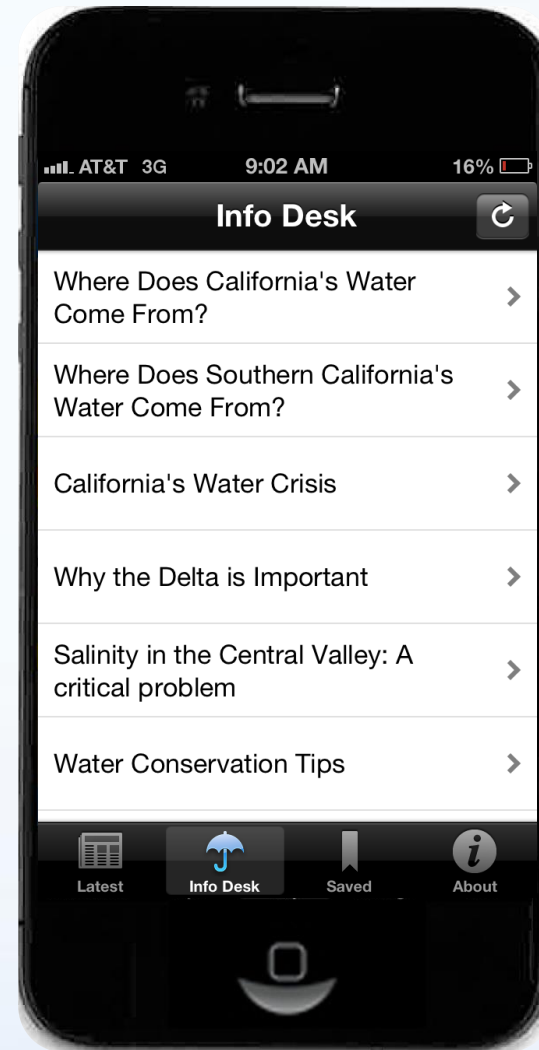 AT&T 3G 9:02 AM 16%
Info Desk
Where Does California's Water
Come From?
Where Does Southern California's
Water Come From?
California's Water Crisis
Why the Delta is Important
Salinity in the Central Valley: A
critical problem
Water Conservation Tips
Latest Info Desk Saved About